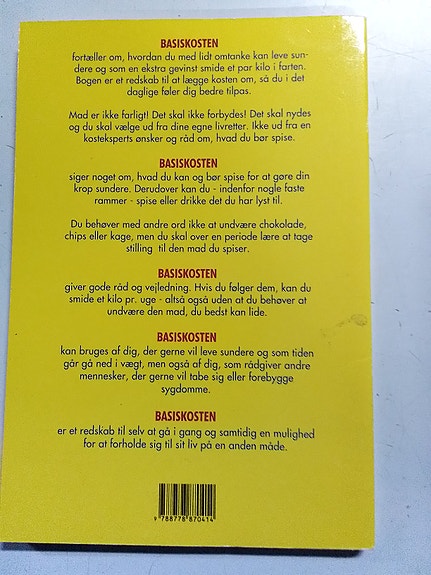 BASISKOSTEN
fortæller om, hvordan du med lidt omtanke kan leve sun-
dere og som en ekstra gevinst smide et par kilo i farten.
Bogen er et redskab til at lægge kosten om, så du i det
daglige føler dig bedre tilpas.
Mad er ikke farligt! Det skal ikke forbydes! Det skal nydes
og du skal vælge ud fra dine egne livretter. Ikke ud fra en
kosteksperts ønsker og råd om, hvad du bør spise.
BASISKOSTEN
siger noget om, hvad du kan og bør spise for at gøre din
krop sundere. Derudover kan du - indenfor nogle faste
rammer - spise eller drikke det du har lyst til.
Du behøver med andre ord ikke at undvære chokolade,
chips eller kage, men du skal over en periode lære at tage
stilling til den mad du spiser.
BASISKOSTEN
giver gode råd og vejledning. Hvis du følger dem, kan du
smide et kilo pr. uge - altså også uden at du behøver at
undvære den mad, du bedst kan lide.
BASISKOSTEN
kan bruges af dig, der gerne vil leve sundere og som tiden
går gå ned i vægt, men også af dig, som rådgiver andre
mennesker, der gerne vil tabe sig eller forebygge
sygdomme.
BASISKOSTEN
er et redskab til selv at gå i gang og samtidig en mulighed
for at forholde sig til sit liv på en anden måde.
9 788778 870414